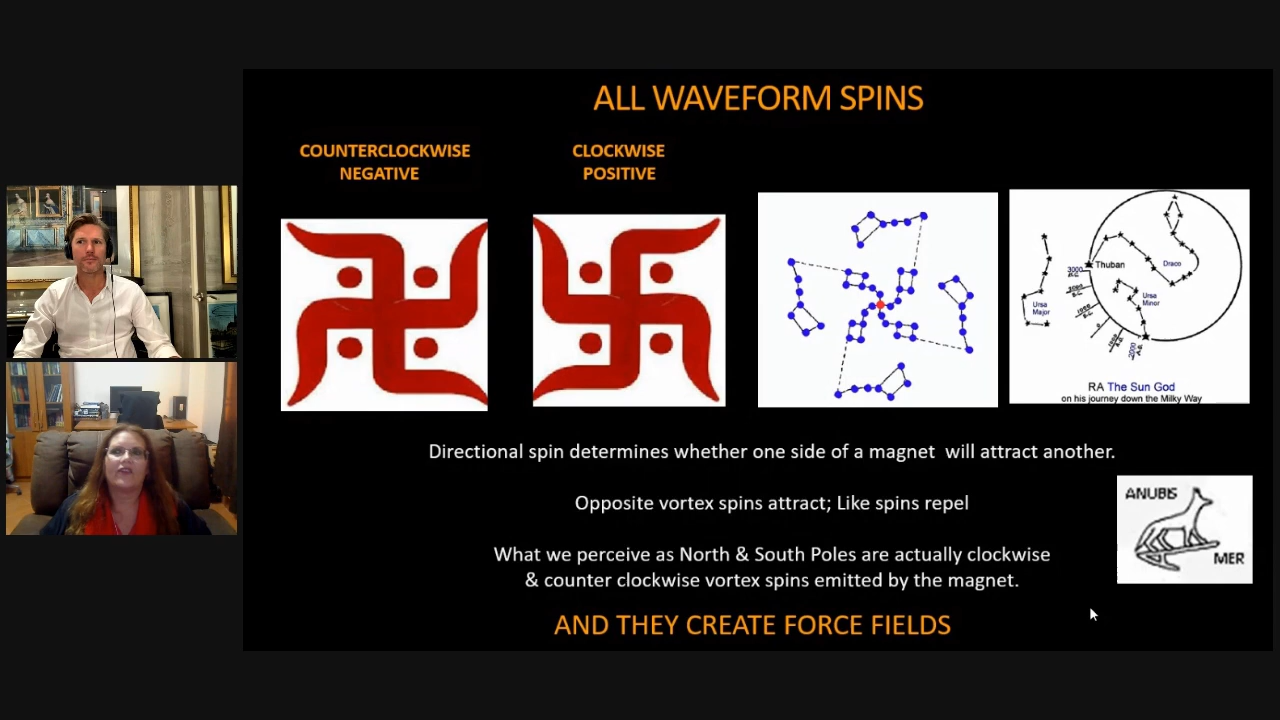 ALL WAVEFORM SPINS
COUNTERCLOCKWISE
NEGATIVE
CLOCKWISE
POSITIVE
Thuban
Draco
3000
1000
Ursa
Major
Ursa
Minor
2000
RA The Sun God
on his journey down the Milky Way
Directional spin determines whether one side of a magnet will attract another.
Opposite vortex spins attract; Like spins repel
What we perceive as North & South Poles are actually clockwise
& counter clockwise vortex spins emitted by the magnet.
ANUBIS
MER
AND THEY CREATE FORCE FIELDS